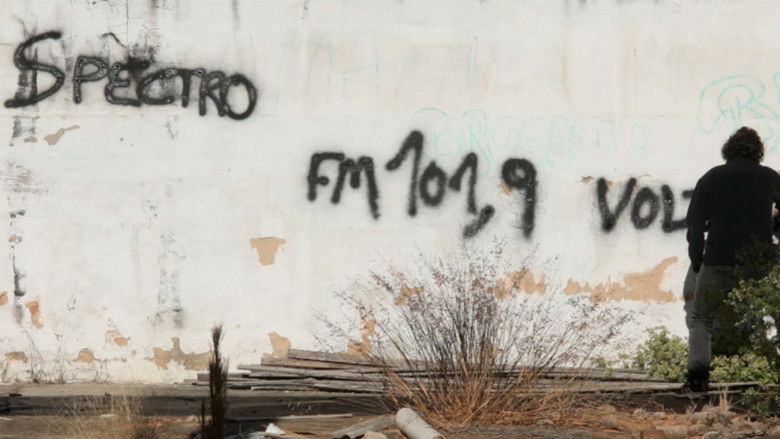 SPECTRO
FM 101,9 VOL